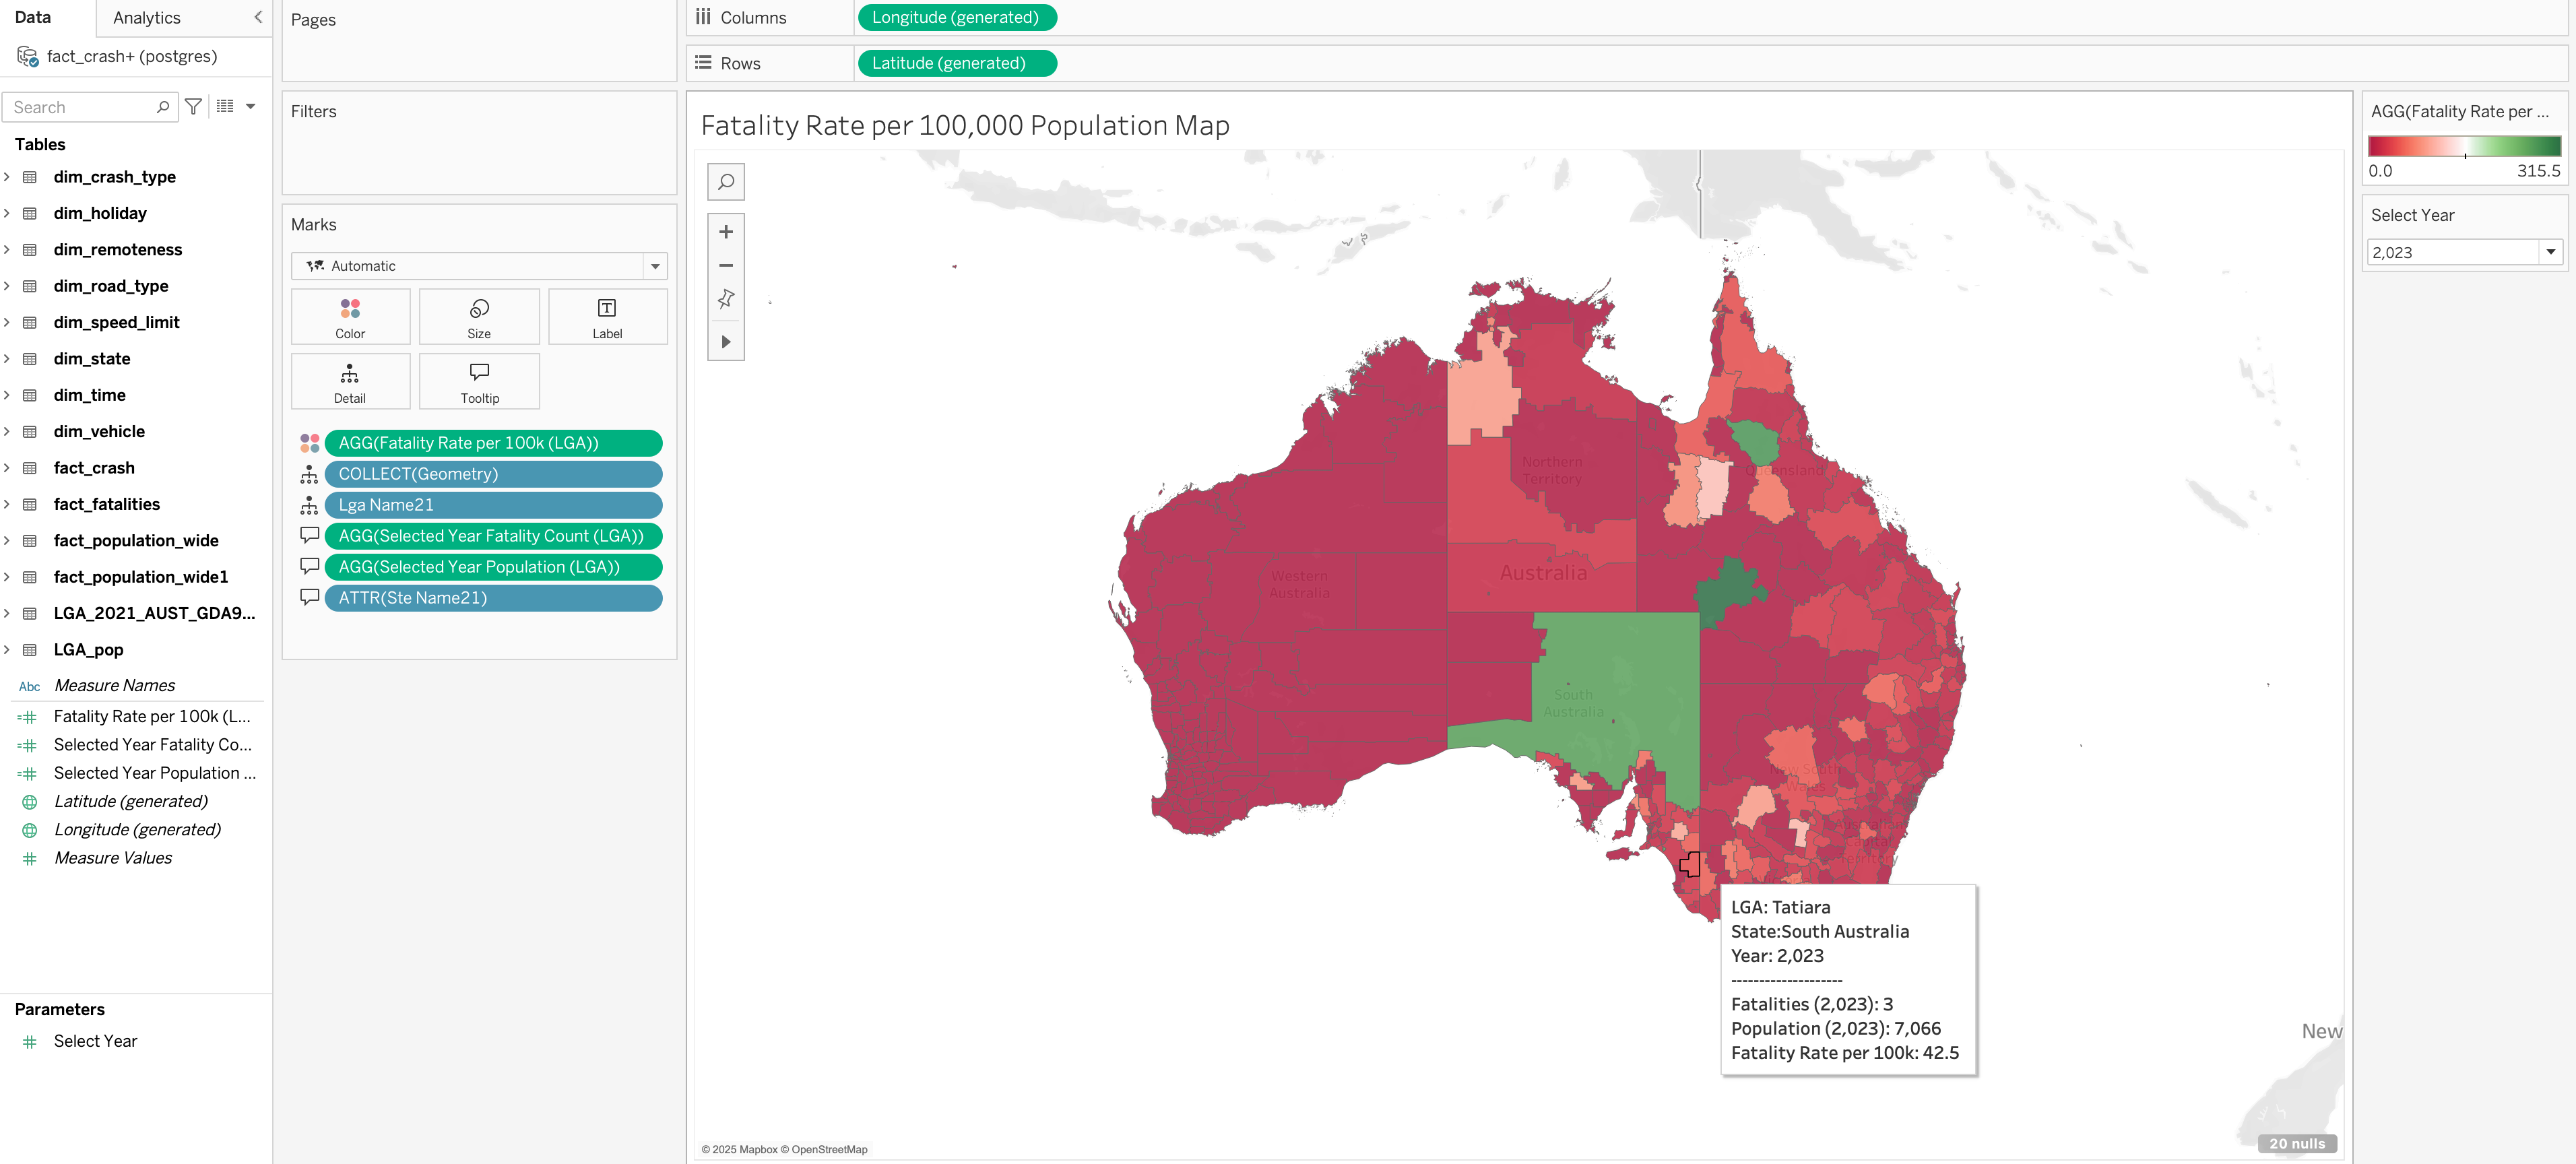 Data
Analytics
fact_crash+ (postgres)
Search
Tables
dim_crash_type
dim_holiday
dim_remoteness
dim_road_type
dim_speed_limit
dim_state
dim_time
dim_vehicle
fact_crash
fact_fatalities
fact_population_wide
fact_population_wide1
LGA_2021_AUST_GDA9...
LGA_pop
Abc Measure Names
Fatality Rate per 100k (L...
Selected Year Fatality Co...
Selected Year Population ...
Latitude (generated)
Longitude (generated)
Measure Values
Parameters
Select Year
Pages
Filters
Marks
Automatic
Color
Size
Label
Detail
Tooltip
AGG(Fatality Rate per 100k (LGA))
COLLECT(Geometry)
Lga Name21
AGG(Selected Year Fatality Count (LGA))
AGG(Selected Year Population (LGA))
ATTR(Ste Name21)
Columns
Longitude (generated)
Rows
Latitude (generated)
Fatality Rate per 100,000 Population Map
Northern
Territory
Queensland
Western
Australia
Australia
South
Australia
New South
Wales
Australian
Capital
Territory
LGA: Tatiara
State:South Australia
Year: 2,023
--------------------
Fatalities (2,023): 3
Population (2,023): 7,066
Fatality Rate per 100k: 42.5
New
© 2025 Mapbox © OpenStreetMap
20 nulls
AGG(Fatality Rate per ...
0.0 315.5
Select Year
2,023